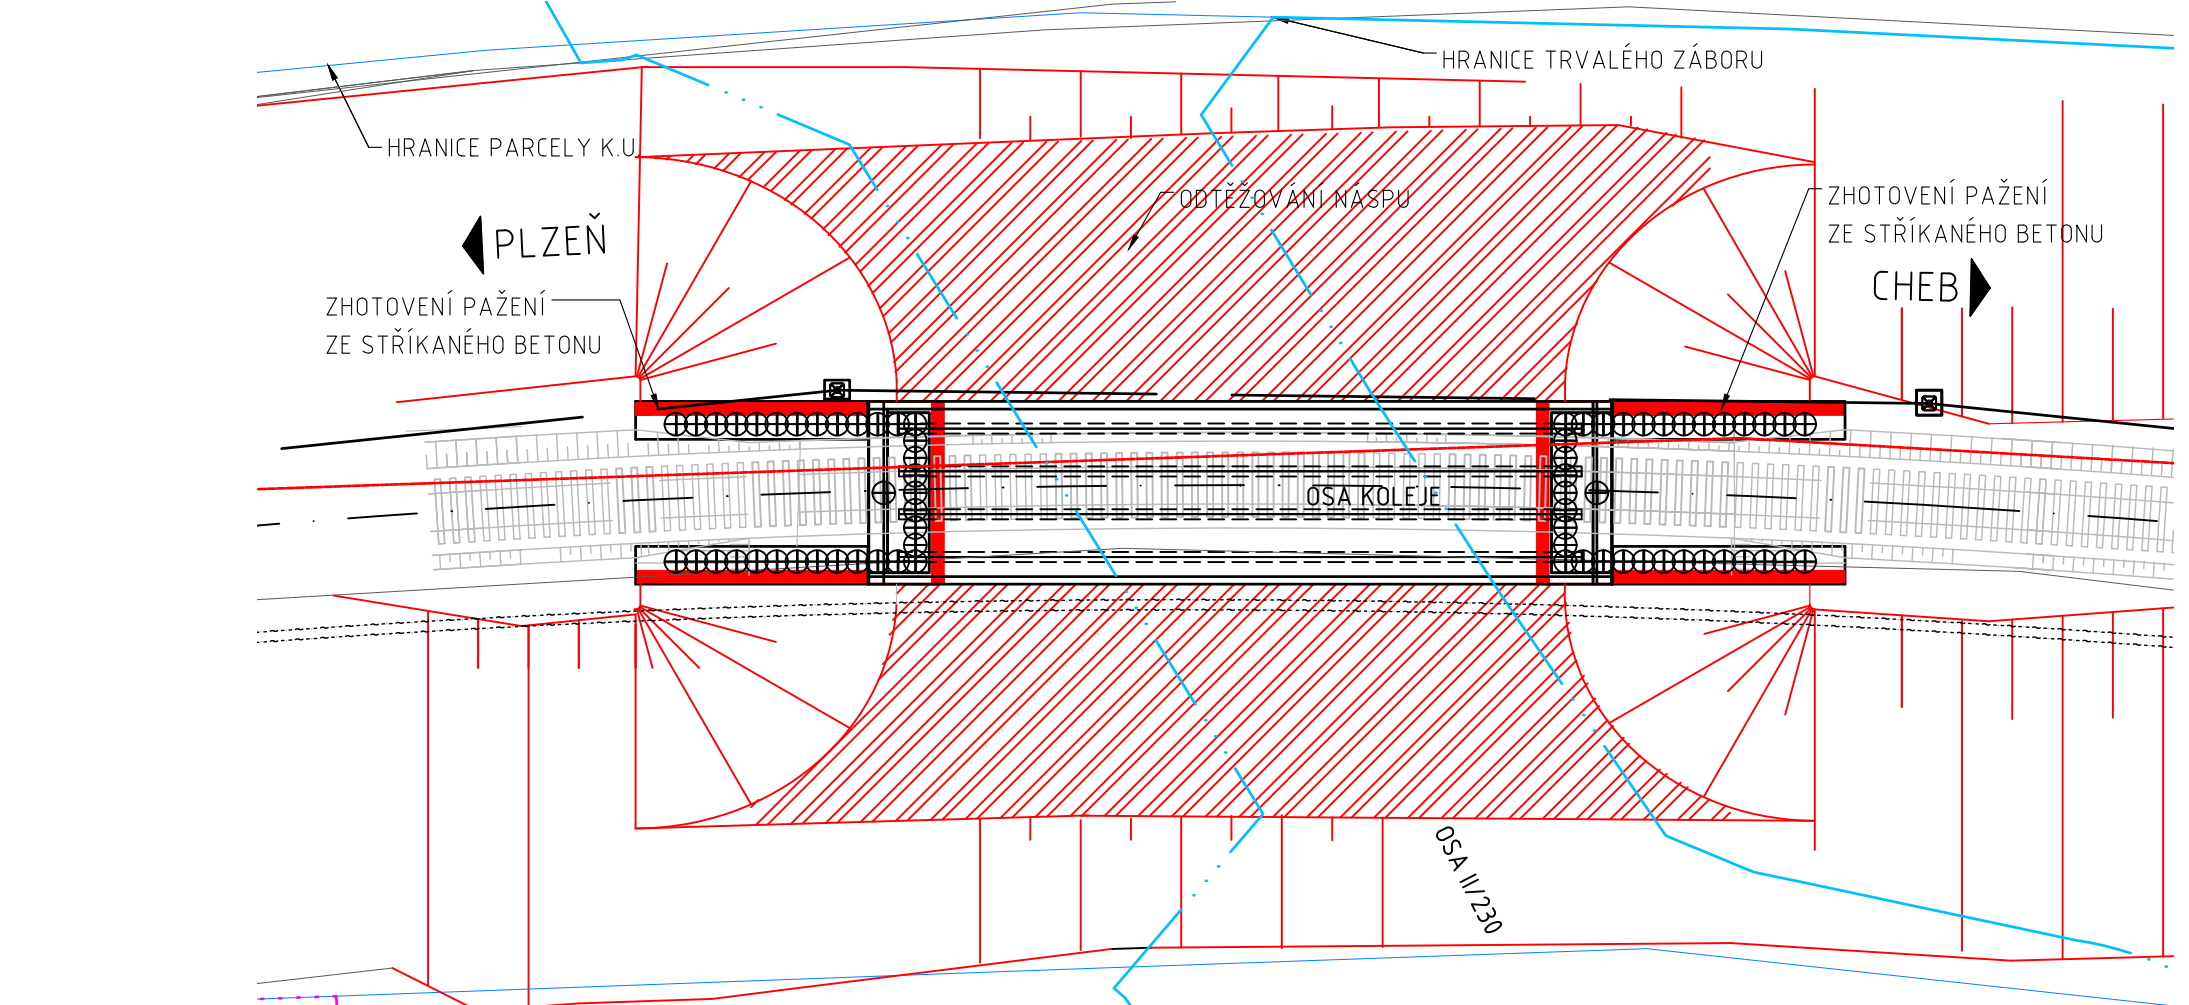 HRANICE TRVALÉHO ZÁBORU
HRANICE PARCELY K.U.
ODTĚŽOVÁNÍ NÁSPU
ZHOTOVENÍ PAŽENÍ
ZE STŘÍKANÉHO BETONU
PLZEŇ
CHEB
ZHOTOVENÍ PAŽENÍ
ZE STŘÍKANÉHO BETONU
OSA KOLEJE
OSA II/230